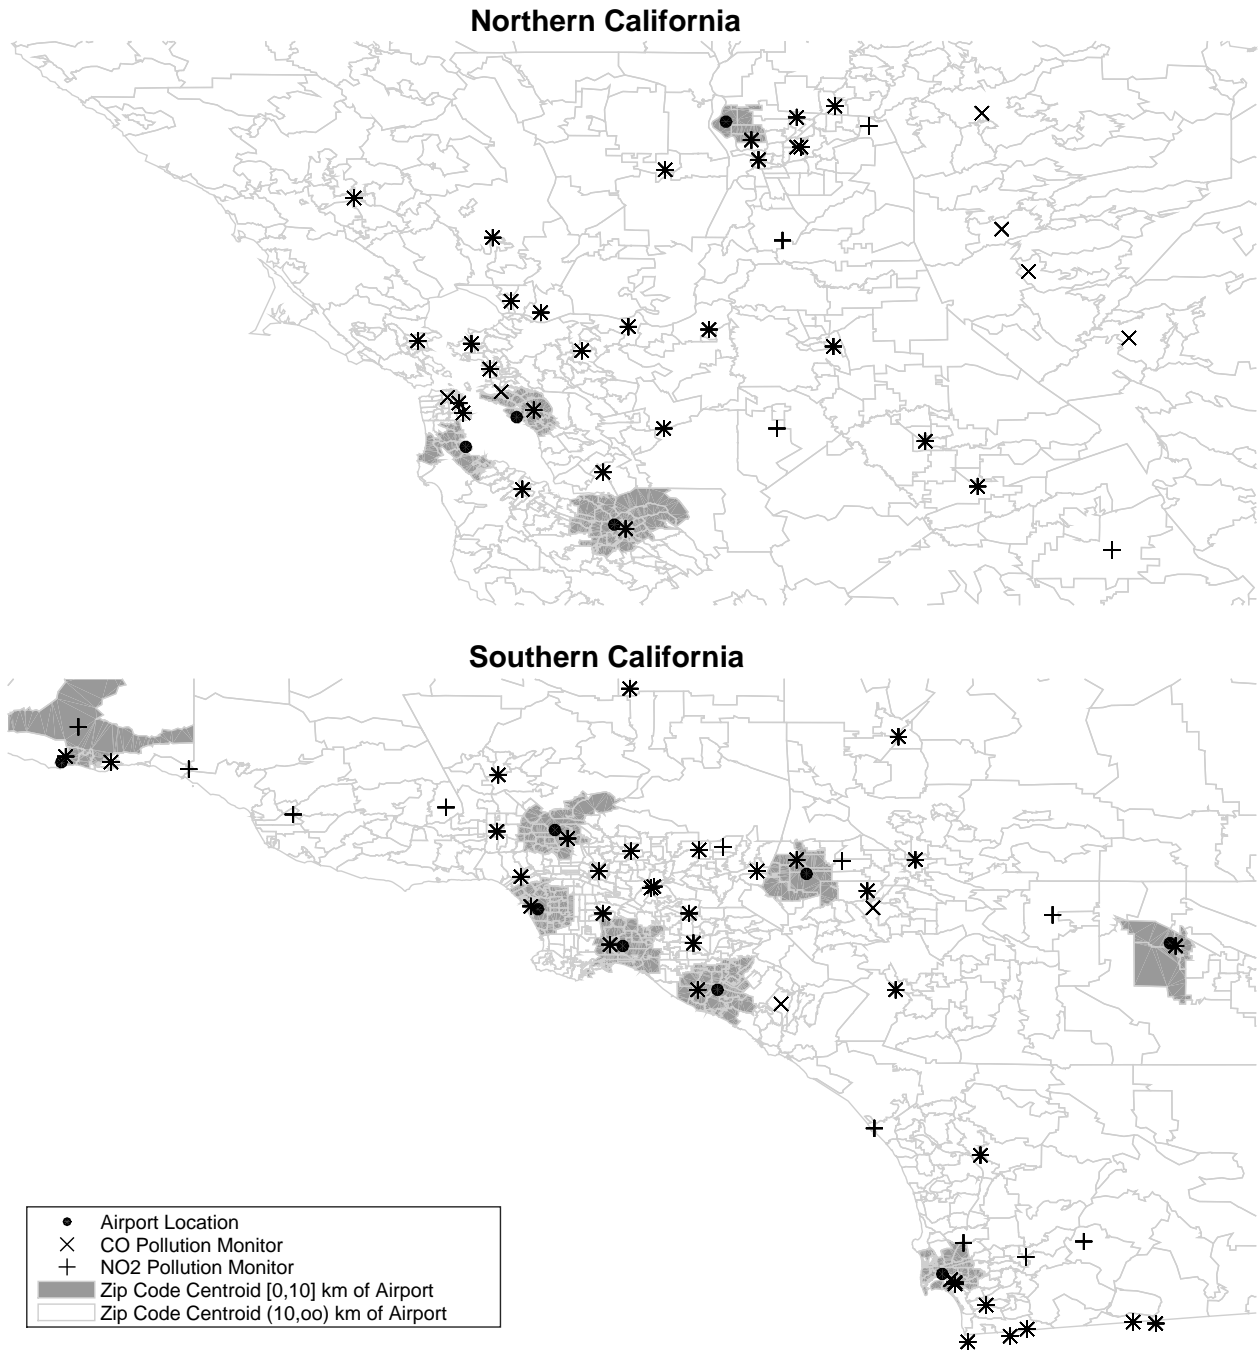 Northern California
Southern California
Airport Location
CO Pollution Monitor
NO2 Pollution Monitor
Zip Code Centroid [0,10] km of Airport
Zip Code Centroid (10,oo) km of Airport